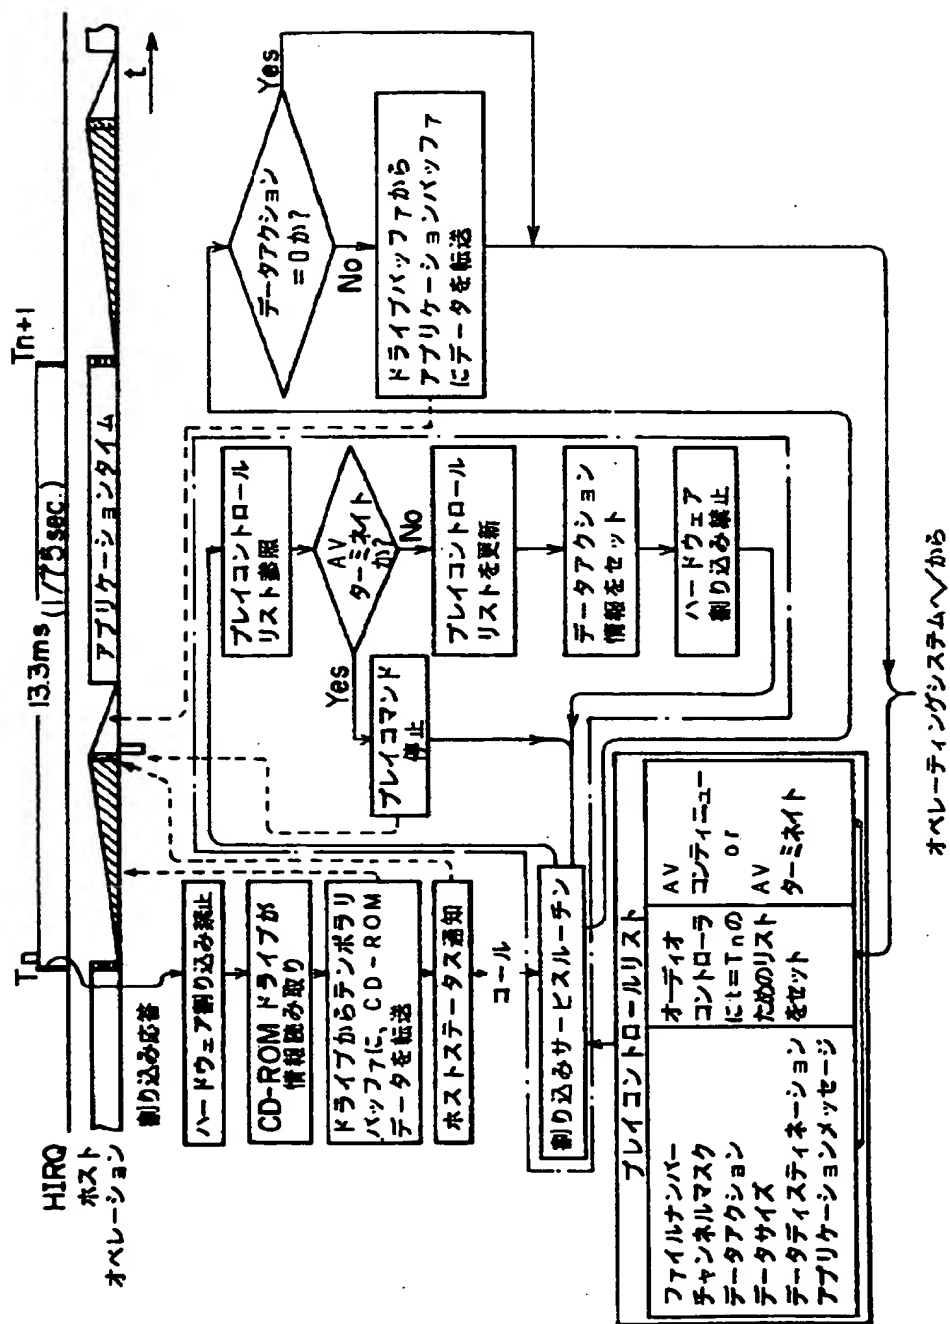 HIRQ
ホスト
オペレーション
Tn
13.3ms (1/75sec.)
Tn+1
アプリケーションタイム
t
割り込み応答
ハードウェア割り込み禁止
CD-ROM ドライブが
情報読み取り
ドライブからテンポラリ
バッファに、CD-ROM
データを転送
ホストステータス通知
コール
割り込みサービスルーチン
プレイコントロール
リスト参照
AV
ターミネイト
か?
Yes
No
プレイコマンド
停止
プレイコントロール
リストを更新
データアクション
情報をセット
ハードウェア
割り込み禁止
データアクション
=0か?
Yes
No
ドライブバッファから
アプリケーションバッファ
にデータを転送
プレイコントロールリスト
ファイルナンバー
チャンネルマスク
データアクション
データサイズ
データディスティネーション
アプリケーションメッセージ
オーディオ
コントローラ
にt=Tnの
ためのリスト
をセット
AV
コンティニュー
or
AV
ターミネイト
オペレーティングシステムへ/から